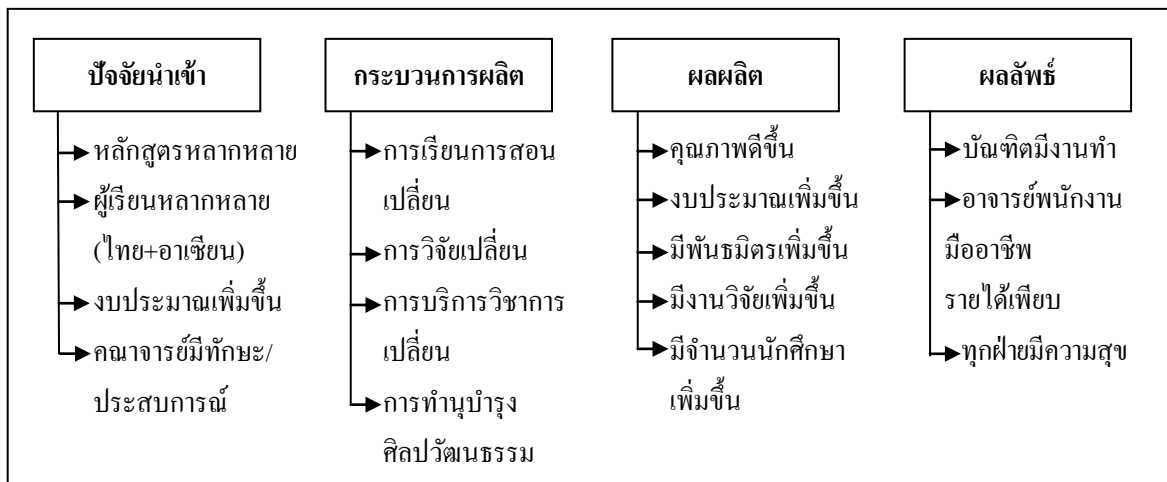 ปัจจัยนำเข้า
หลักสูตรหลากหลาย
ผู้เรียนหลากหลาย
(ไทย+อาเซียน)
งบประมาณเพิ่มขึ้น
คณาจารย์มีทักษะ/
ประสบการณ์
กระบวนการผลิต
การเรียนการสอน
เปลี่ยน
การวิจัยเปลี่ยน
การบริการวิชาการ
เปลี่ยน
การทำนุบำรุง
ศิลปวัฒนธรรม
ผลผลิต
คุณภาพดีขึ้น
งบประมาณเพิ่มขึ้น
มีพันธมิตรเพิ่มขึ้น
มีงานวิจัยเพิ่มขึ้น
มีจำนวนนักศึกษา
เพิ่มขึ้น
ผลลัพธ์
บัณฑิตมีงานทำ
อาจารย์พนักงาน
มืออาชีพ
รายได้เพียบ
ทุกฝ่ายมีความสุข